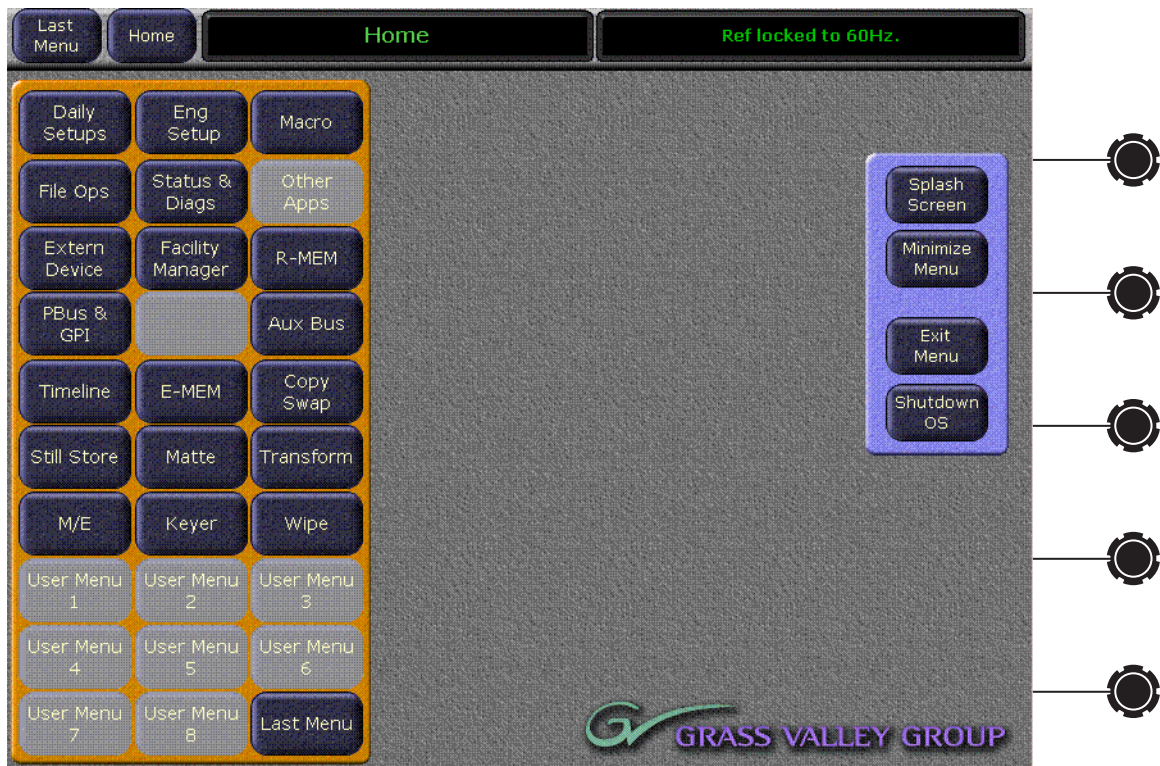 Last
Menu
Home
Home
Ref locked to 60Hz.
Daily
Setups
Eng
Setup
Macro
File Ops
Status &
Diags
Other
Apps
Extern
Device
Facility
Manager
R-MEM
PBus &
GPI
Aux Bus
Timeline
E-MEM
Copy
Swap
Still Store
Matte
Transform
M/E
Keyer
Wipe
User Menu
1
User Menu
2
User Menu
3
User Menu
4
User Menu
5
User Menu
6
User Menu
7
User Menu
8
Last Menu
Splash
Screen
Minimize
Menu
Exit
Menu
Shutdown
OS
GRASS VALLEY GROUP